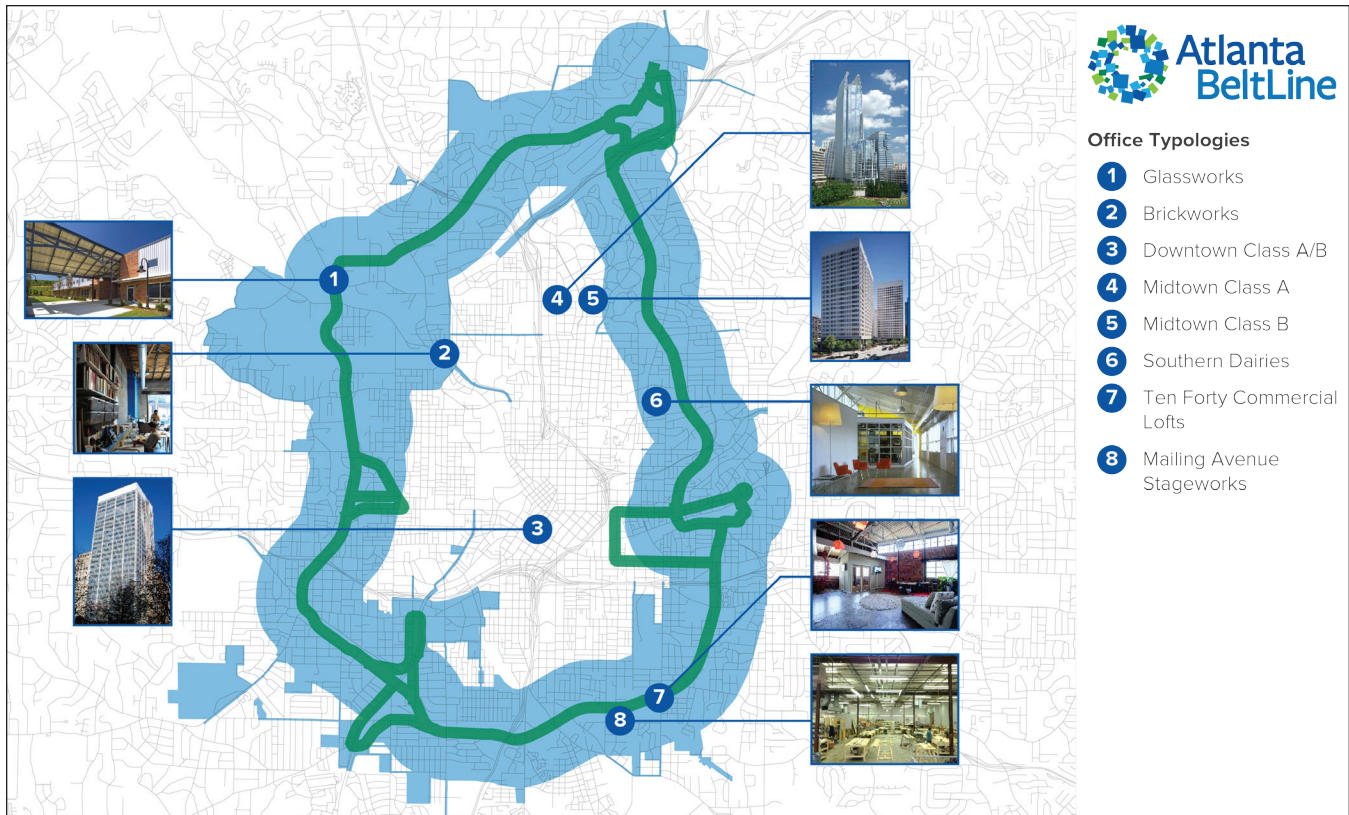 Atlanta
BeltLine
Office Typologies
1 Glassworks
2 Brickworks
3 Downtown Class A/B
4 Midtown Class A
5 Midtown Class B
6 Southern Dairies
7 Ten Forty Commercial
Lofts
8 Mailing Avenue
Stageworks
1
4
5
2
6
3
7
8